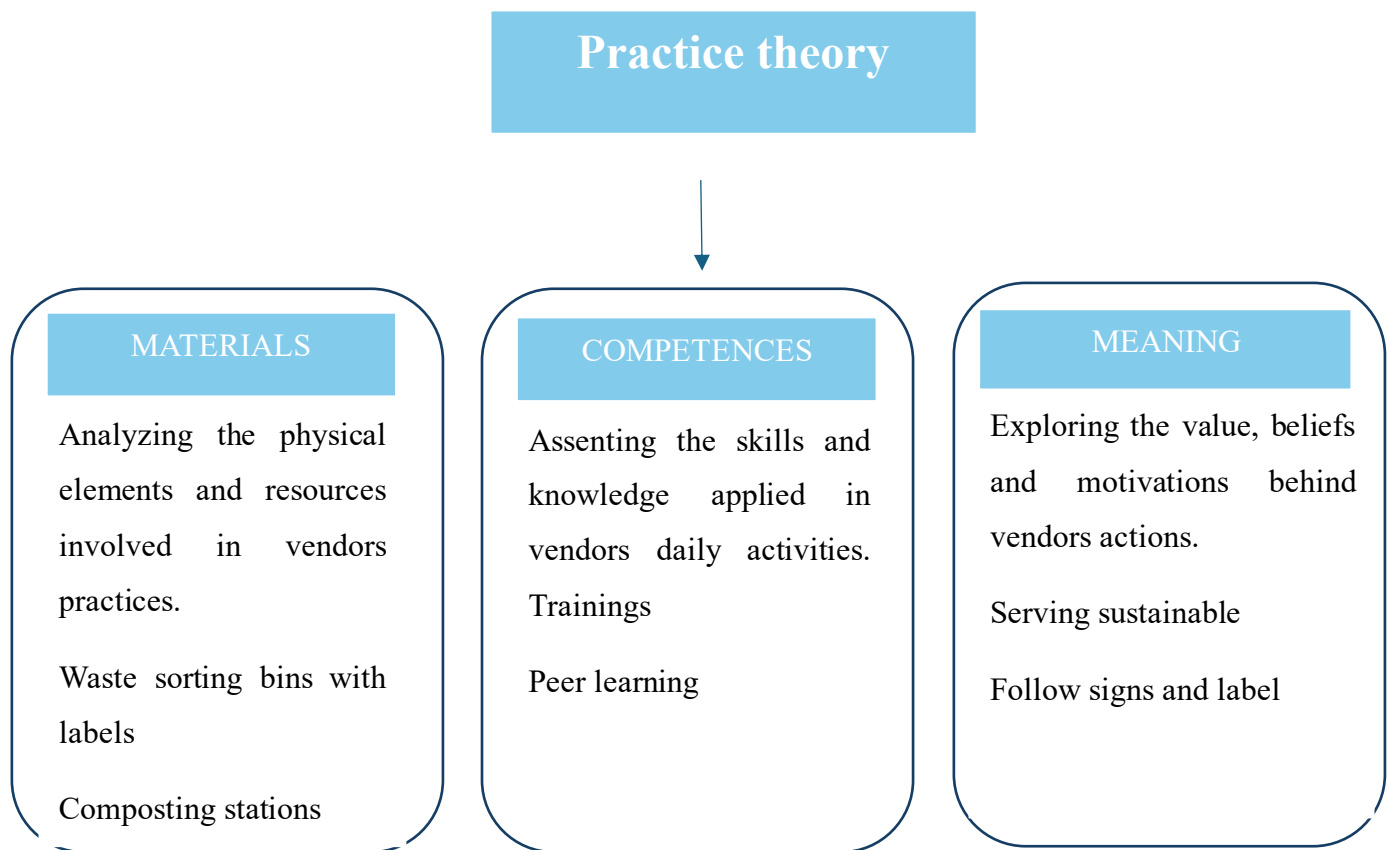 Practice theory
MATERIALS
Analyzing the physical
elements and resources
involved in vendors
practices.
Waste sorting bins with
labels
Composting stations
COMPETENCES
Assenting the skills and
knowledge applied in
vendors daily activities.
Trainings
Peer learning
MEANING
Exploring the value, beliefs
and motivations behind
vendors actions.
Serving sustainable
Follow signs and label